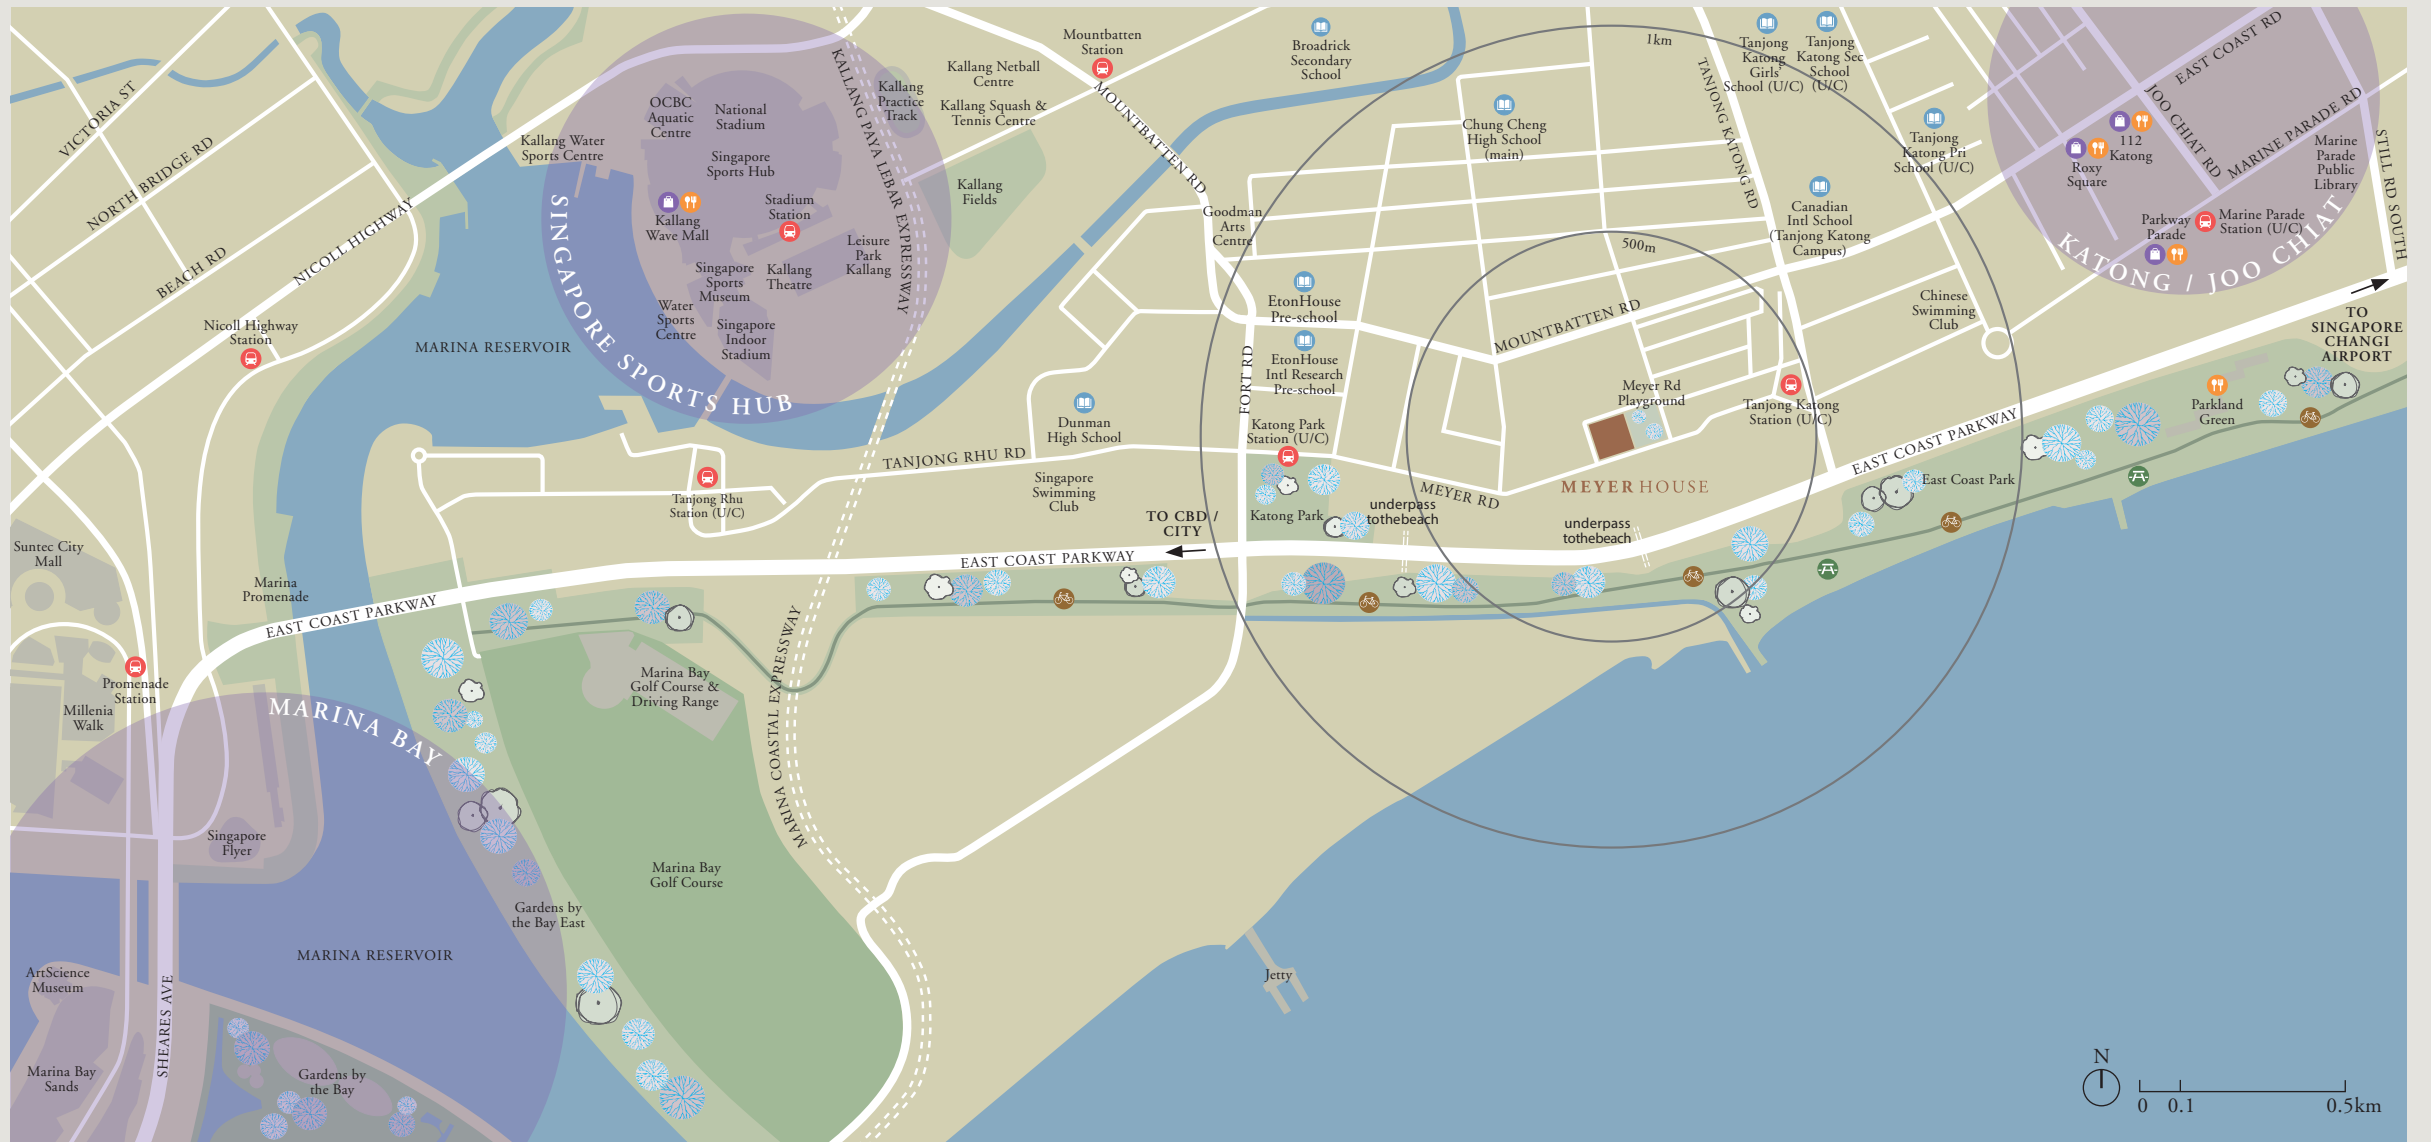 VICTORIA ST
NORTH BRIDGE RD
BEACH RD
NICOLL HIGHWAY
Nicoll Highway
Station
MARINA RESERVOIR
Kallang Water
Sports Centre
OCBC
Aquatic
Centre
National
Stadium
Singapore
Sports Hub
Kallang
Wave Mall
Stadium
Station
Leisure
Park
Kallang
Singapore
Sports
Museum
Kallang
Theatre
Water
Sports
Centre
Singapore
Indoor
Stadium
SINGAPORE SPORTS HUB
KALLANG PAYA LEBAR EXPRESSWAY
Kallang
Practice
Track
Kallang Netball
Centre
Kallang Squash &
Tennis Centre
Kallang
Fields
Mountbatten
Station
MOUNTBATTEN RD
Goodman
Arts
Centre
Broadrick
Secondary
School
1km
Chung Cheng
High School
(main)
Tanjong
Katong
Girls'
School (U/C)
Tanjong
Katong Sec
School
(U/C)
TANJONG KATONG RD
Tanjong
Katong Pri
School (U/C)
Canadian
Intl School
(Tanjong Katong
Campus)
500m
EAST COAST RD
JOO CHIAT RD
MARINE PARADE RD
STILL RD SOUTH
112
Katong
Roxy
Square
Marine
Parade
Public
Library
Parkway
Parade
Marine Parade
Station (U/C)
KATONG / JOO CHIAT
Chinese
Swimming
Club
TO
SINGAPORE
CHANGI
AIRPORT
EtonHouse
Pre-school
EtonHouse
Intl Research
Pre-school
MOUNTBATTEN RD
FORT RD
Meyer Rd
Playground
Tanjong Katong
Station (U/C)
Katong Park
Station (U/C)
Dunman
High School
TANJONG RHU RD
Tanjong Rhu
Station (U/C)
Singapore
Swimming
Club
MEYER RD
MEYER HOUSE
EAST COAST PARKWAY
Parkland
Green
East Coast Park
Katong Park
underpass
tothebeach
underpass
tothebeach
TO CBD /
CITY
EAST COAST PARKWAY
EAST COAST PARKWAY
Suntec City
Mall
Marina
Promenade
Promenade
Station
Millenia
Walk
MARINA BAY
Singapore
Flyer
Marina Bay
Golf Course &
Driving Range
MARINA COASTAL EXPRESSWAY
Marina Bay
Golf Course
Gardens by
the Bay East
MARINA RESERVOIR
ArtScience
Museum
SHEARES AVE
Marina Bay
Sands
Gardens by
the Bay
Jetty
N
0 0.1 0.5km